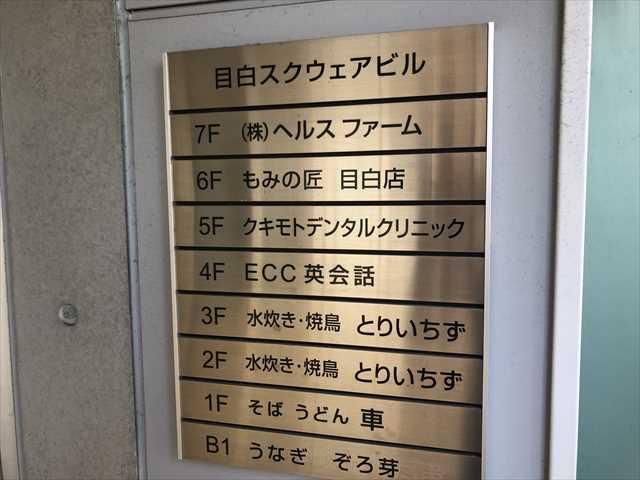 目白スクウェアビル
7F (株)ヘルスファーム
6F もみの匠 目白店
5F クキモトデンタルクリニック
4F ECC英会話
3F 水炊き・焼鳥 とりいちず
2F 水炊き・焼鳥 とりいちず
1F そば うどん 車
B1 うなぎ ぞろ芽